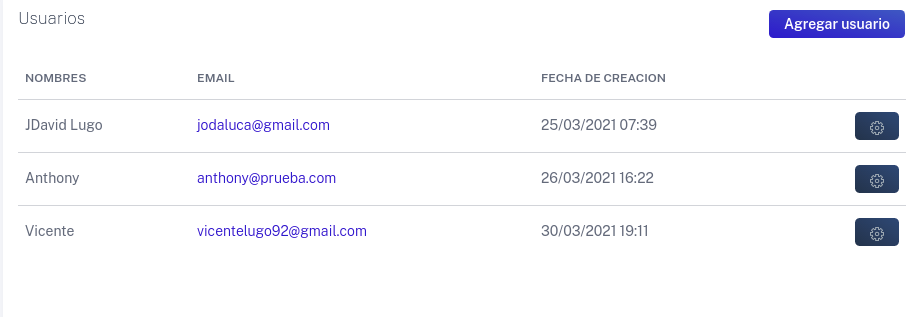 Usuarios
Agregar usuario
NOMBRES EMAIL FECHA DE CREACION
JDavid Lugo jodaluca@gmail.com 25/03/2021 07:39
Anthony anthony@prueba.com 26/03/2021 16:22
Vicente vicentelugo92@gmail.com 30/03/2021 19:11